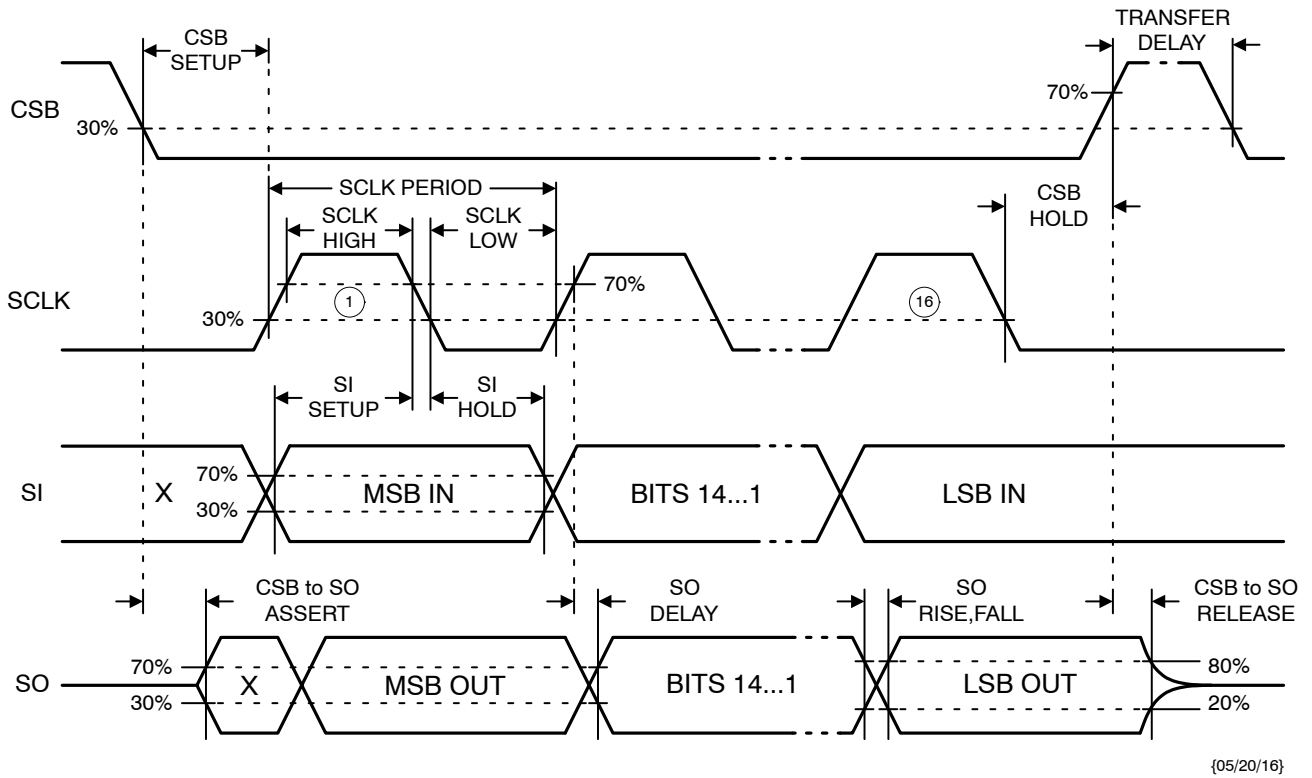 TRANSFER
DELAY
CSB
SETUP
CSB
30%
70%
SCLK PERIOD
SCLK
HIGH
SCLK
LOW
CSB
HOLD
SCLK
30%
1
70%
16
SI
SETUP
SI
HOLD
SI
X
70%
30%
MSB IN
BITS 14...1
LSB IN
CSB to SO
ASSERT
SO
DELAY
SO
RISE,FALL
CSB to SO
RELEASE
SO
70%
30%
X
MSB OUT
BITS 14...1
LSB OUT
80%
20%
{05/20/16}